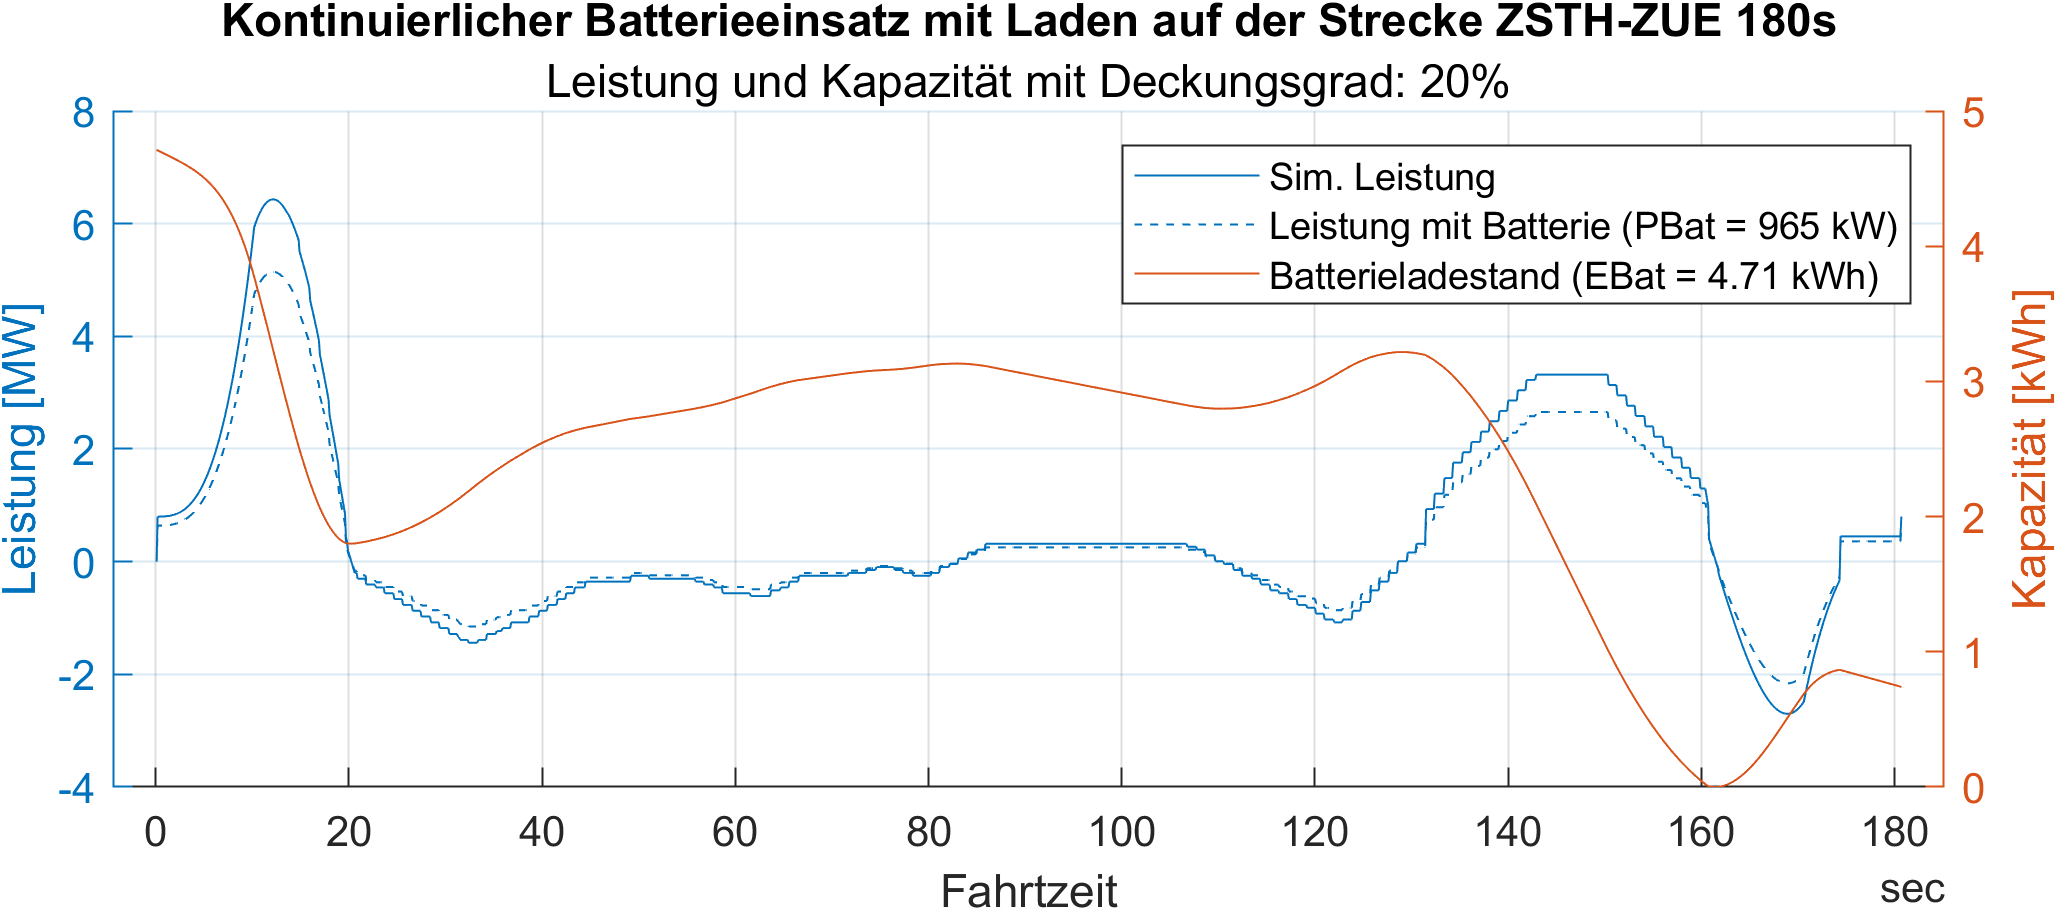 Kontinuierlicher Batterieeinsatz mit Laden auf der Strecke ZSTH-ZUE 180s
Leistung und Kapazität mit Deckungsgrad: 20%
Sim. Leistung
Leistung mit Batterie (PBat = 965 kW)
Batterieladestand (EBat = 4.71 kWh)
Leistung [MW]
8
6
4
2
0
-2
-4
Kapazität [kWh]
5
4
3
2
1
0
0 20 40 60 80 100 120 140 160 180
Fahrtzeit
sec